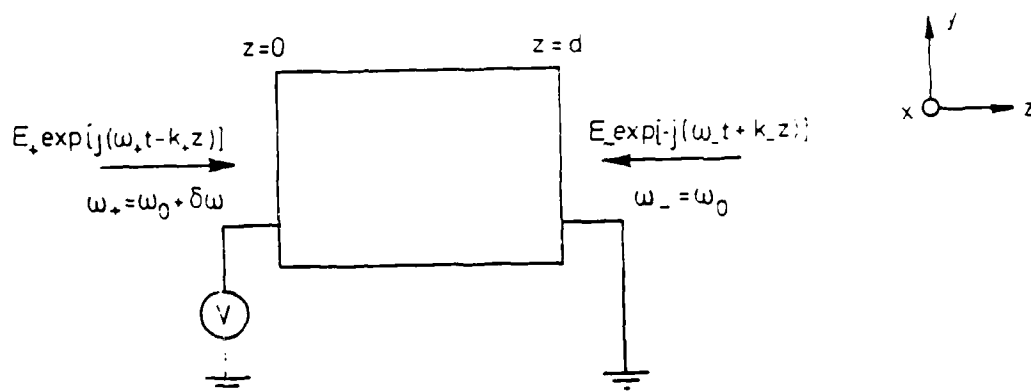 z=0
z=d
y
x
z
E₊exp[j(ω₊t-k₊z)]
E₋exp[-j(ω₋t+k₋z)]
ω₊=ω₀+δω
ω₋=ω₀
V